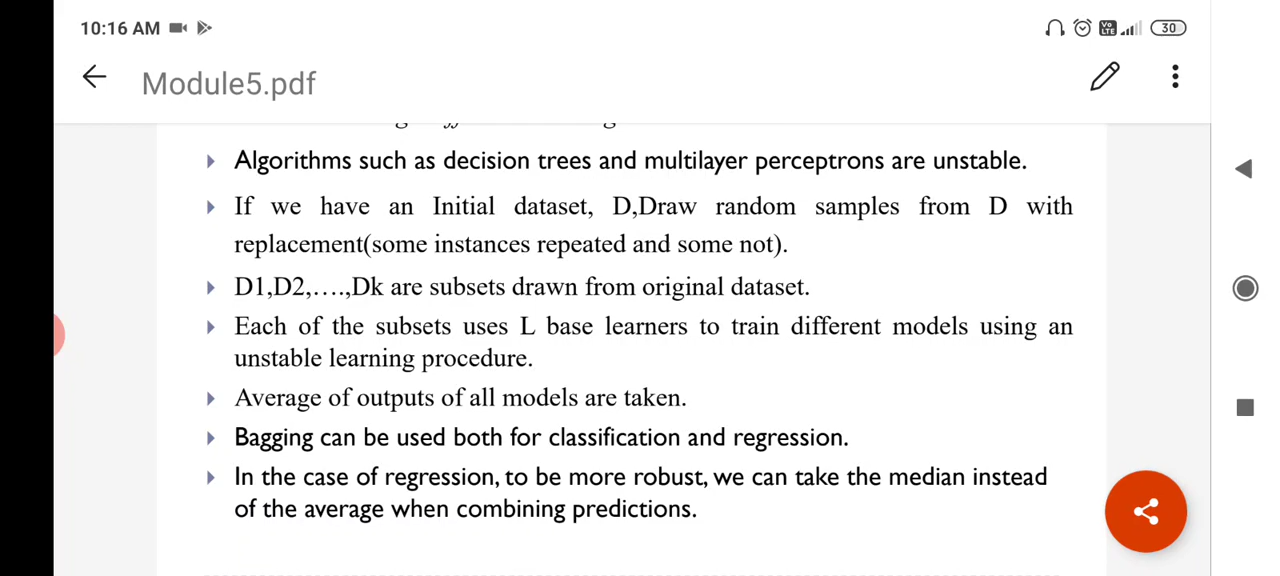 10:16 AM
Vo LTE
30
Module5.pdf
Algorithms such as decision trees and multilayer perceptrons are unstable.
If we have an Initial dataset, D,Draw random samples from D with
replacement(some instances repeated and some not).
D1,D2,….,Dk are subsets drawn from original dataset.
Each of the subsets uses L base learners to train different models using an
unstable learning procedure.
Average of outputs of all models are taken.
Bagging can be used both for classification and regression.
In the case of regression, to be more robust, we can take the median instead
of the average when combining predictions.